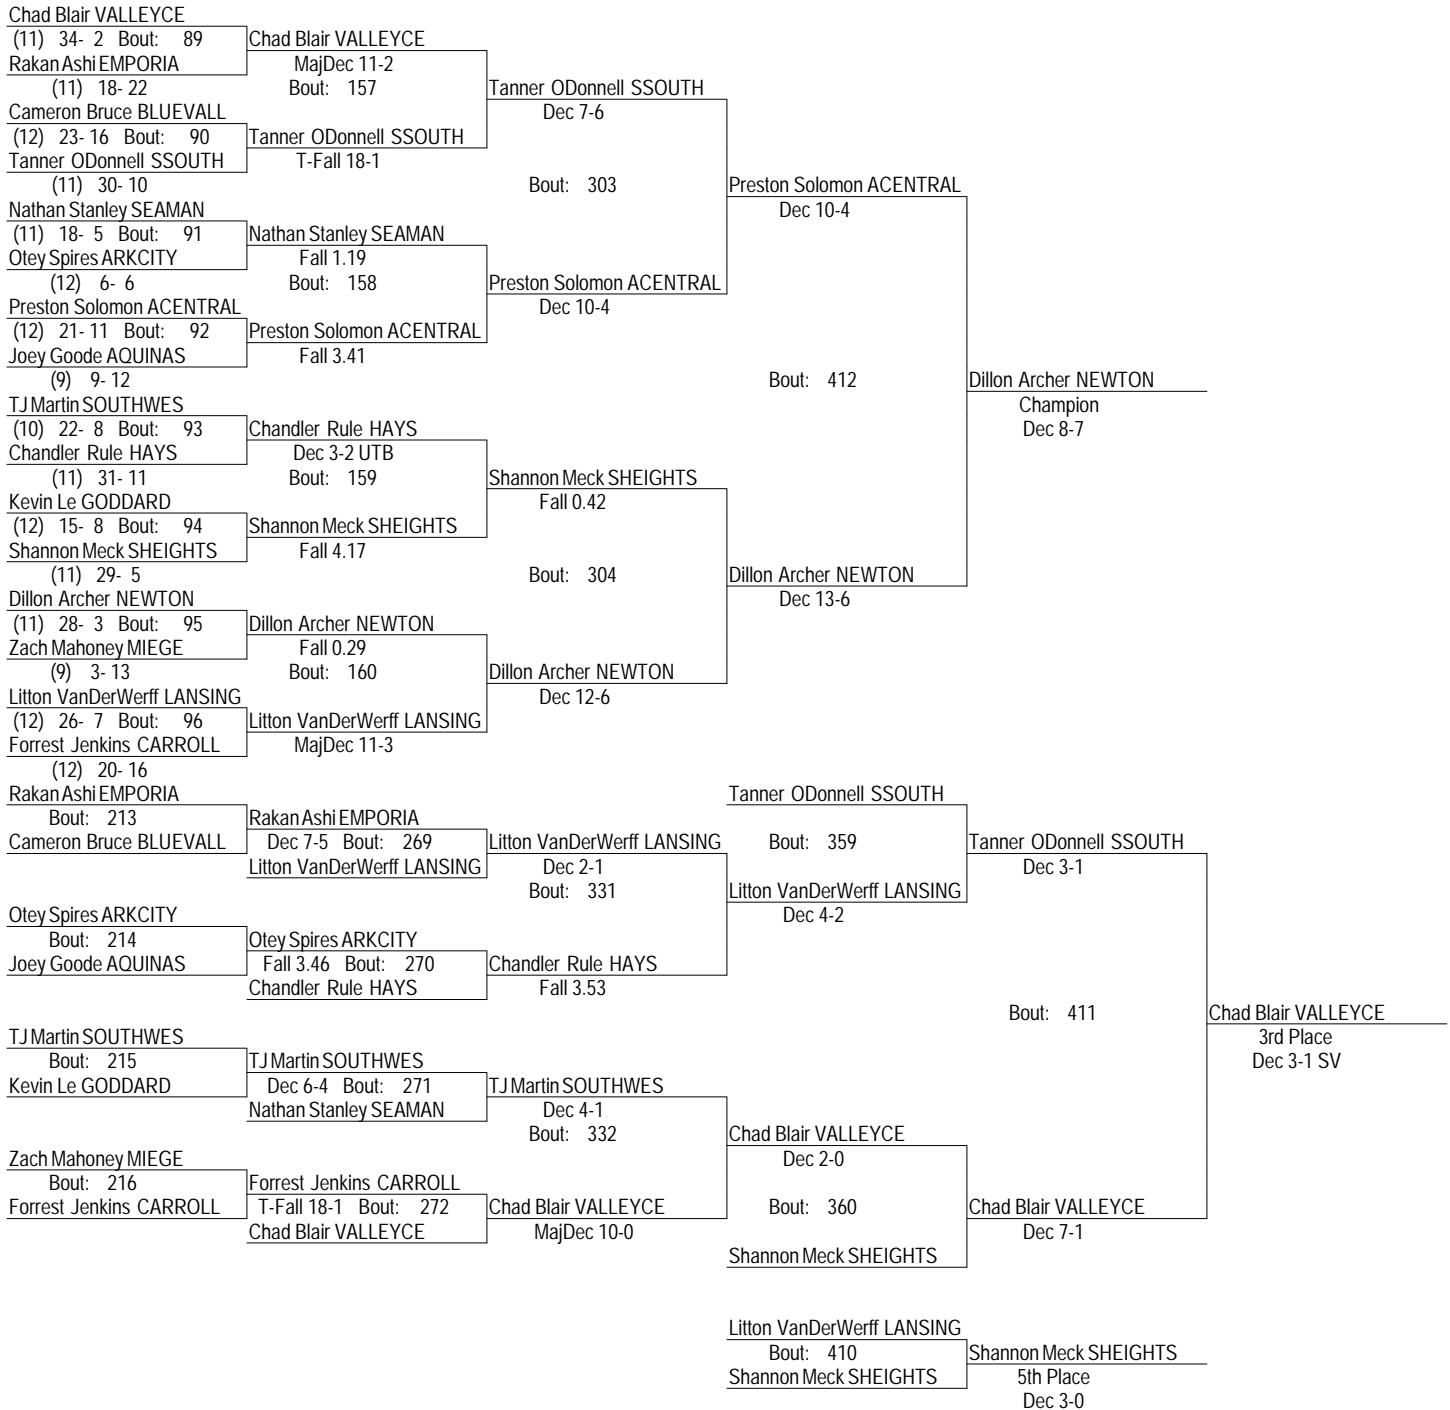 Chad Blair VALLEYCE
(11) 34- 2 Bout: 89 Chad Blair VALLEYCE
Rakan Ashi EMPORIA MajDec 11-2
(11) 18- 22 Bout: 157 Tanner ODonnell SSOUTH
Cameron Bruce BLUEVALL Dec 7-6
(12) 23- 16 Bout: 90 Tanner ODonnell SSOUTH
Tanner ODonnell SSOUTH T-Fall 18-1
(11) 30- 10 Bout: 303 Preston Solomon ACENTRAL
Nathan Stanley SEAMAN Dec 10-4
(11) 18- 5 Bout: 91 Nathan Stanley SEAMAN
Otey Spires ARKCITY Fall 1.19
(12) 6- 6 Bout: 158 Preston Solomon ACENTRAL
Preston Solomon ACENTRAL Dec 10-4
(12) 21- 11 Bout: 92 Preston Solomon ACENTRAL
Joey Goode AQUINAS Fall 3.41
(9) 9- 12 Bout: 412 Dillon Archer NEWTON
TJ Martin SOUTHWES Champion
(10) 22- 8 Bout: 93 Chandler Rule HAYS Dec 8-7
Chandler Rule HAYS Dec 3-2 UTB
(11) 31- 11 Bout: 159 Shannon Meck SHEIGHTS
Kevin Le GODDARD Fall 0.42
(12) 15- 8 Bout: 94 Shannon Meck SHEIGHTS
Shannon Meck SHEIGHTS Fall 4.17
(11) 29- 5 Bout: 304 Dillon Archer NEWTON
Dillon Archer NEWTON Dec 13-6
(11) 28- 3 Bout: 95 Dillon Archer NEWTON
Zach Mahoney MIEGE Fall 0.29
(9) 3- 13 Bout: 160 Dillon Archer NEWTON
Litton VanDerWerff LANSING Dec 12-6
(12) 26- 7 Bout: 96 Litton VanDerWerff LANSING
Forrest Jenkins CARROLL MajDec 11-3
(12) 20- 16
Rakan Ashi EMPORIA Tanner ODonnell SSOUTH
Bout: 213 Rakan Ashi EMPORIA
Cameron Bruce BLUEVALL Dec 7-5 Bout: 269 Litton VanDerWerff LANSING Bout: 359 Tanner ODonnell SSOUTH
Litton VanDerWerff LANSING Dec 2-1 Dec 3-1
Bout: 331 Litton VanDerWerff LANSING
Otey Spires ARKCITY Dec 4-2
Bout: 214 Otey Spires ARKCITY
Joey Goode AQUINAS Fall 3.46 Bout: 270 Chandler Rule HAYS
Chandler Rule HAYS Fall 3.53
Bout: 411 Chad Blair VALLEYCE
TJ Martin SOUTHWES 3rd Place
Bout: 215 TJ Martin SOUTHWES Dec 3-1 SV
Kevin Le GODDARD Dec 6-4 Bout: 271 TJ Martin SOUTHWES
Nathan Stanley SEAMAN Dec 4-1
Bout: 332 Chad Blair VALLEYCE
Zach Mahoney MIEGE Dec 2-0
Bout: 216 Forrest Jenkins CARROLL
Forrest Jenkins CARROLL T-Fall 18-1 Bout: 272 Chad Blair VALLEYCE Bout: 360 Chad Blair VALLEYCE
Chad Blair VALLEYCE MajDec 10-0 Dec 7-1
Shannon Meck SHEIGHTS
Litton VanDerWerff LANSING
Bout: 410 Shannon Meck SHEIGHTS
Shannon Meck SHEIGHTS 5th Place
Dec 3-0